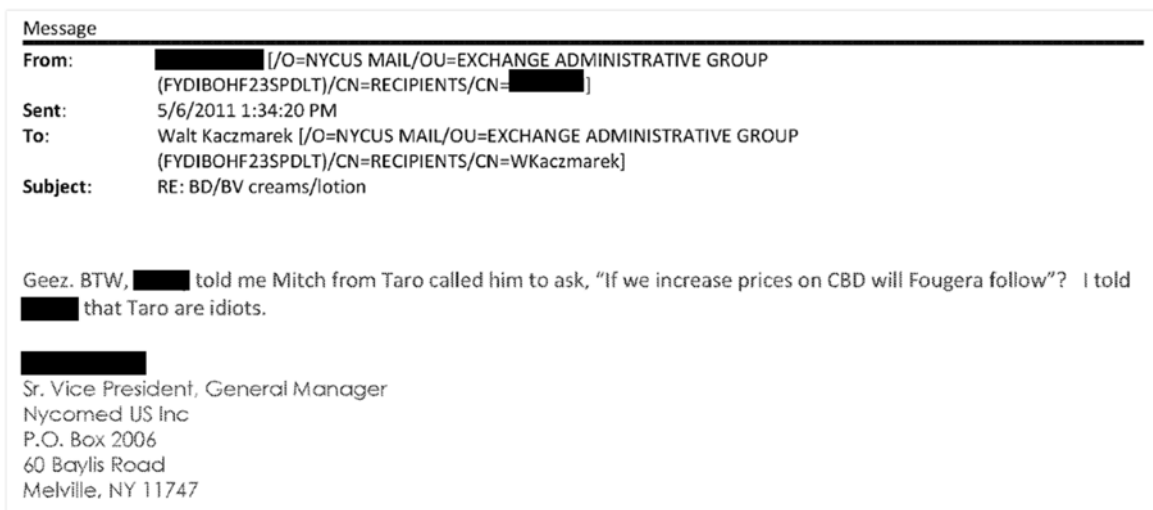 Message
From: [/O=NYCUS MAIL/OU=EXCHANGE ADMINISTRATIVE GROUP
(FYDIBOHF23SPDLT)/CN=RECIPIENTS/CN= ]
Sent: 5/6/2011 1:34:20 PM
To: Walt Kaczmarek [/O=NYCUS MAIL/OU=EXCHANGE ADMINISTRATIVE GROUP
(FYDIBOHF23SPDLT)/CN=RECIPIENTS/CN=WKaczmarek]
Subject: RE: BD/BV creams/lotion
Geez. BTW, told me Mitch from Taro called him to ask, “If we increase prices on CBD will Fougera follow”? I told
that Taro are idiots.
Sr. Vice President, General Manager
Nycomed US Inc
P.O. Box 2006
60 Baylis Road
Melville, NY 11747